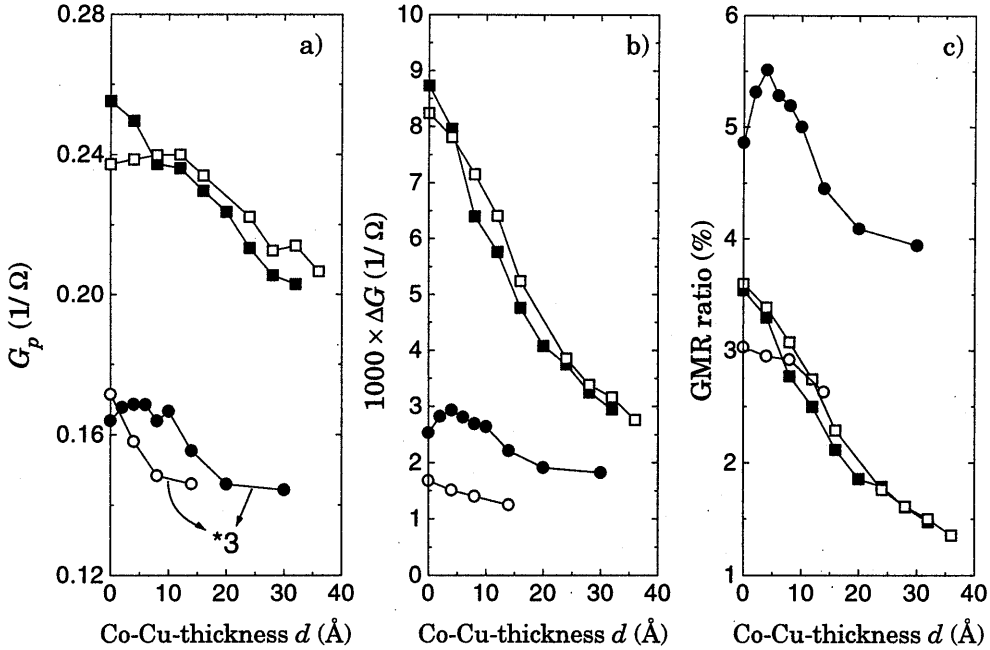 0.28
0.24
0.20
0.16
0.12
G_p (1/ Ω)
a)
*3
0 10 20 30 40
Co-Cu-thickness d (Å)
10
9
8
7
6
5
4
3
2
1
0
1000 × ΔG (1/ Ω)
b)
0 10 20 30 40
Co-Cu-thickness d (Å)
6
5
4
3
2
1
GMR ratio (%)
c)
0 10 20 30 40
Co-Cu-thickness d (Å)